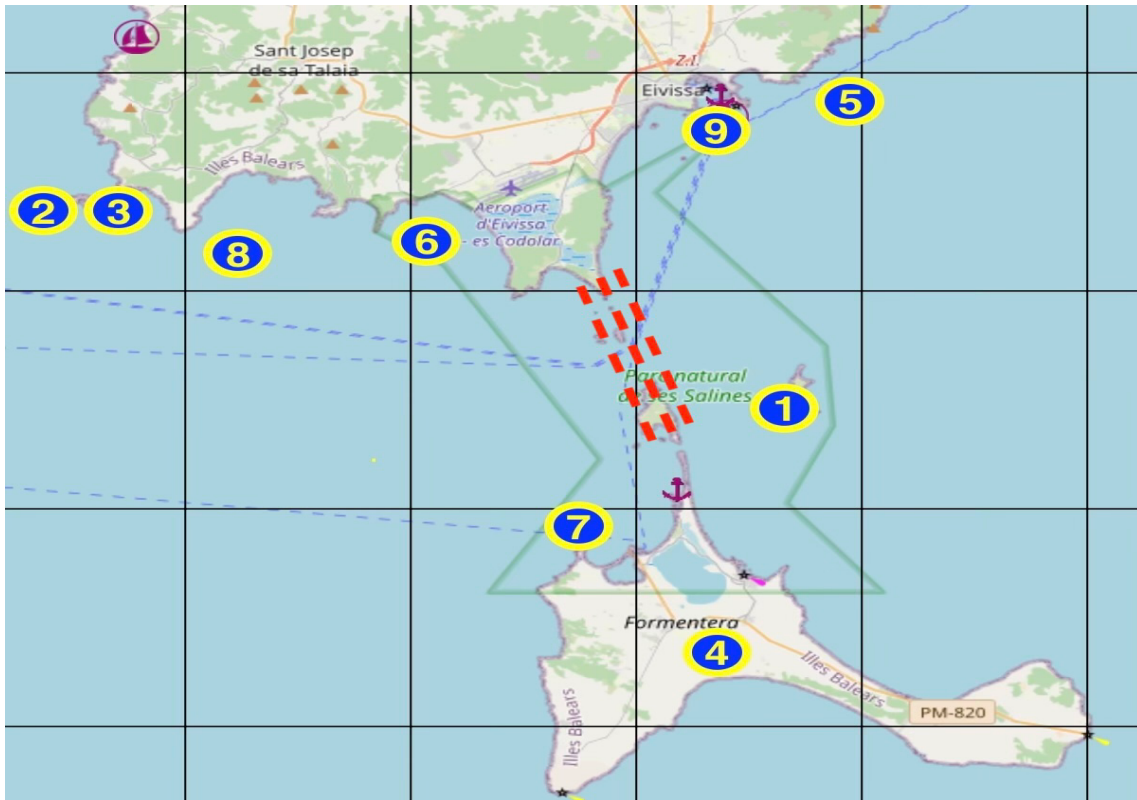 Sant Josep
de sa Talaia
Z.I.
Eivissa
5
9
Illes Balears
2
3
Aeroport
d'Eivissa
- es Codolar
6
8
Parc natural
de ses Salines
1
7
Formentera
4
Illes Balears
Illes Balears
PM-820